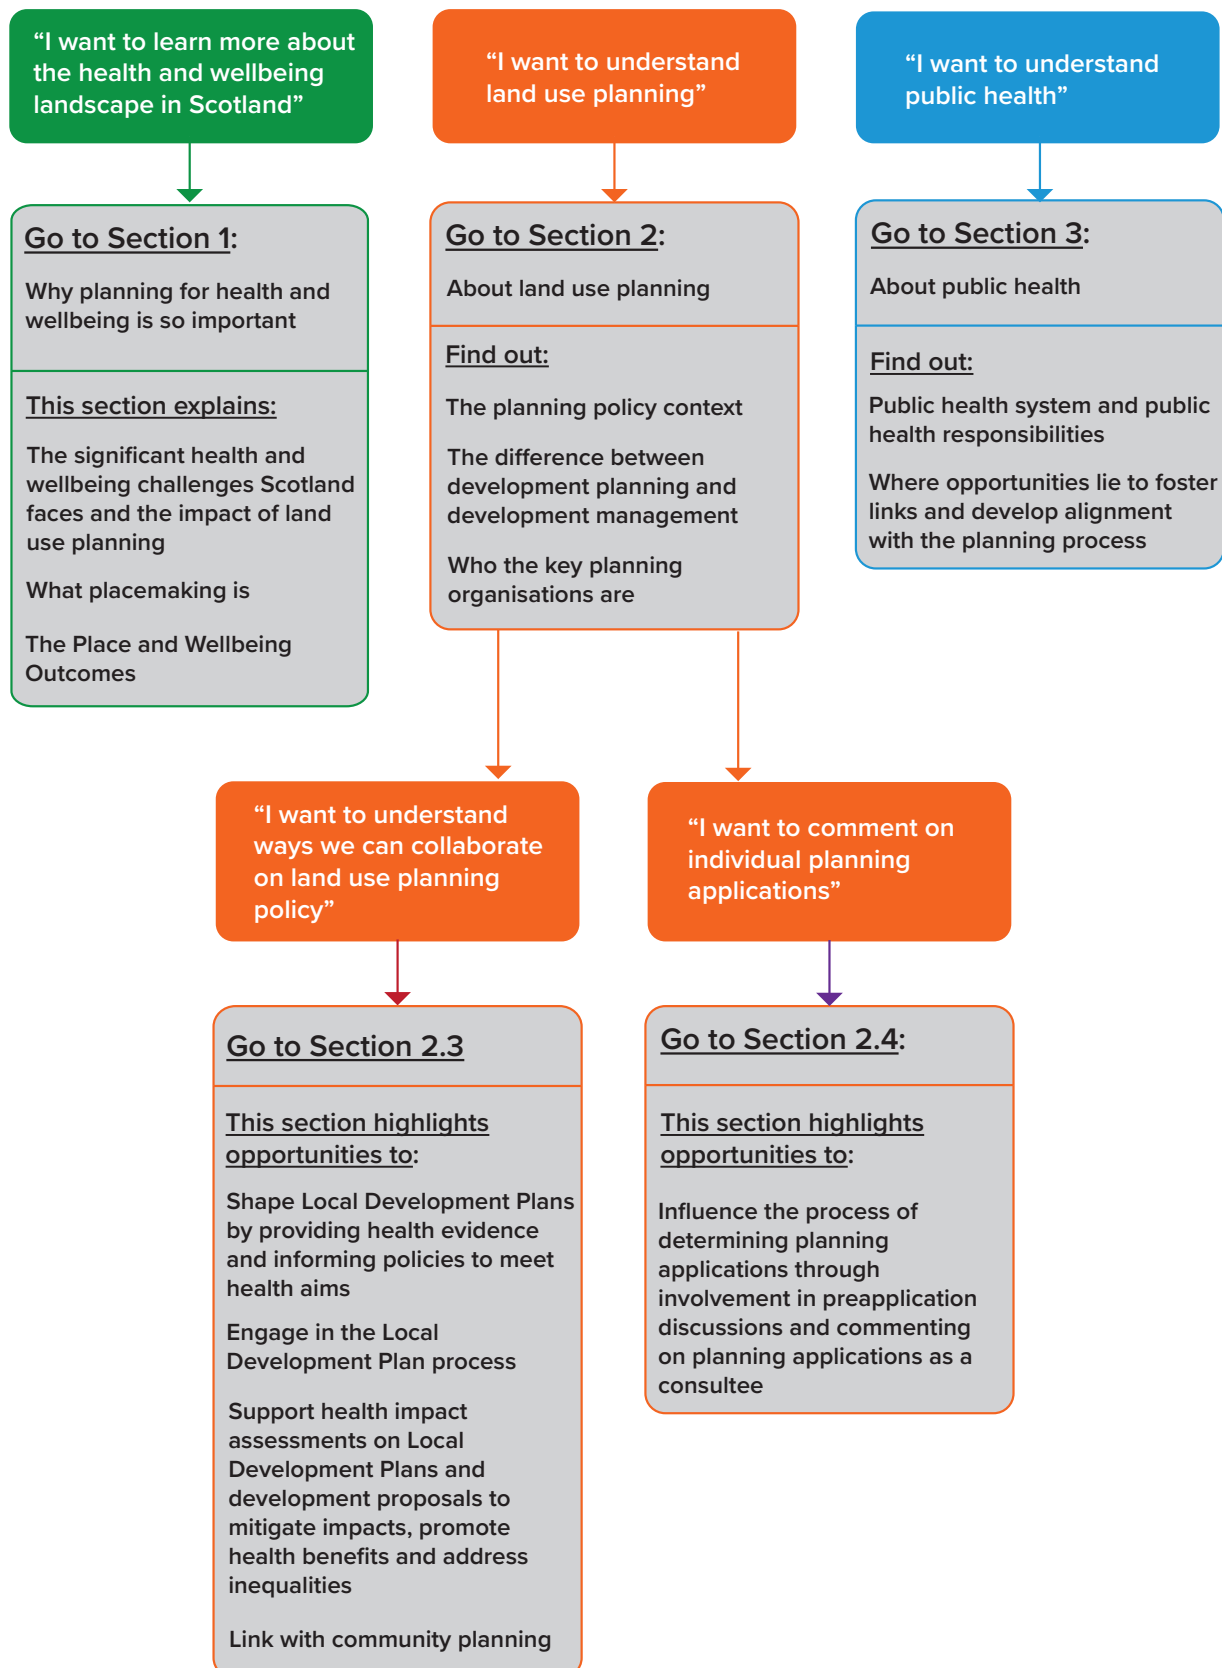 “I want to learn more about
the health and wellbeing
landscape in Scotland”
“I want to understand
land use planning”
“I want to understand
public health”
Go to Section 1:
Why planning for health and
wellbeing is so important
This section explains:
The significant health and
wellbeing challenges Scotland
faces and the impact of land
use planning
What placemaking is
The Place and Wellbeing
Outcomes
Go to Section 2:
About land use planning
Find out:
The planning policy context
The difference between
development planning and
development management
Who the key planning
organisations are
Go to Section 3:
About public health
Find out:
Public health system and public
health responsibilities
Where opportunities lie to foster
links and develop alignment
with the planning process
“I want to understand
ways we can collaborate
on land use planning
policy”
“I want to comment on
individual planning
applications”
Go to Section 2.3
This section highlights
opportunities to:
Shape Local Development Plans
by providing health evidence
and informing policies to meet
health aims
Engage in the Local
Development Plan process
Support health impact
assessments on Local
Development Plans and
development proposals to
mitigate impacts, promote
health benefits and address
inequalities
Link with community planning
Go to Section 2.4:
This section highlights
opportunities to:
Influence the process of
determining planning
applications through
involvement in preapplication
discussions and commenting
on planning applications as a
consultee